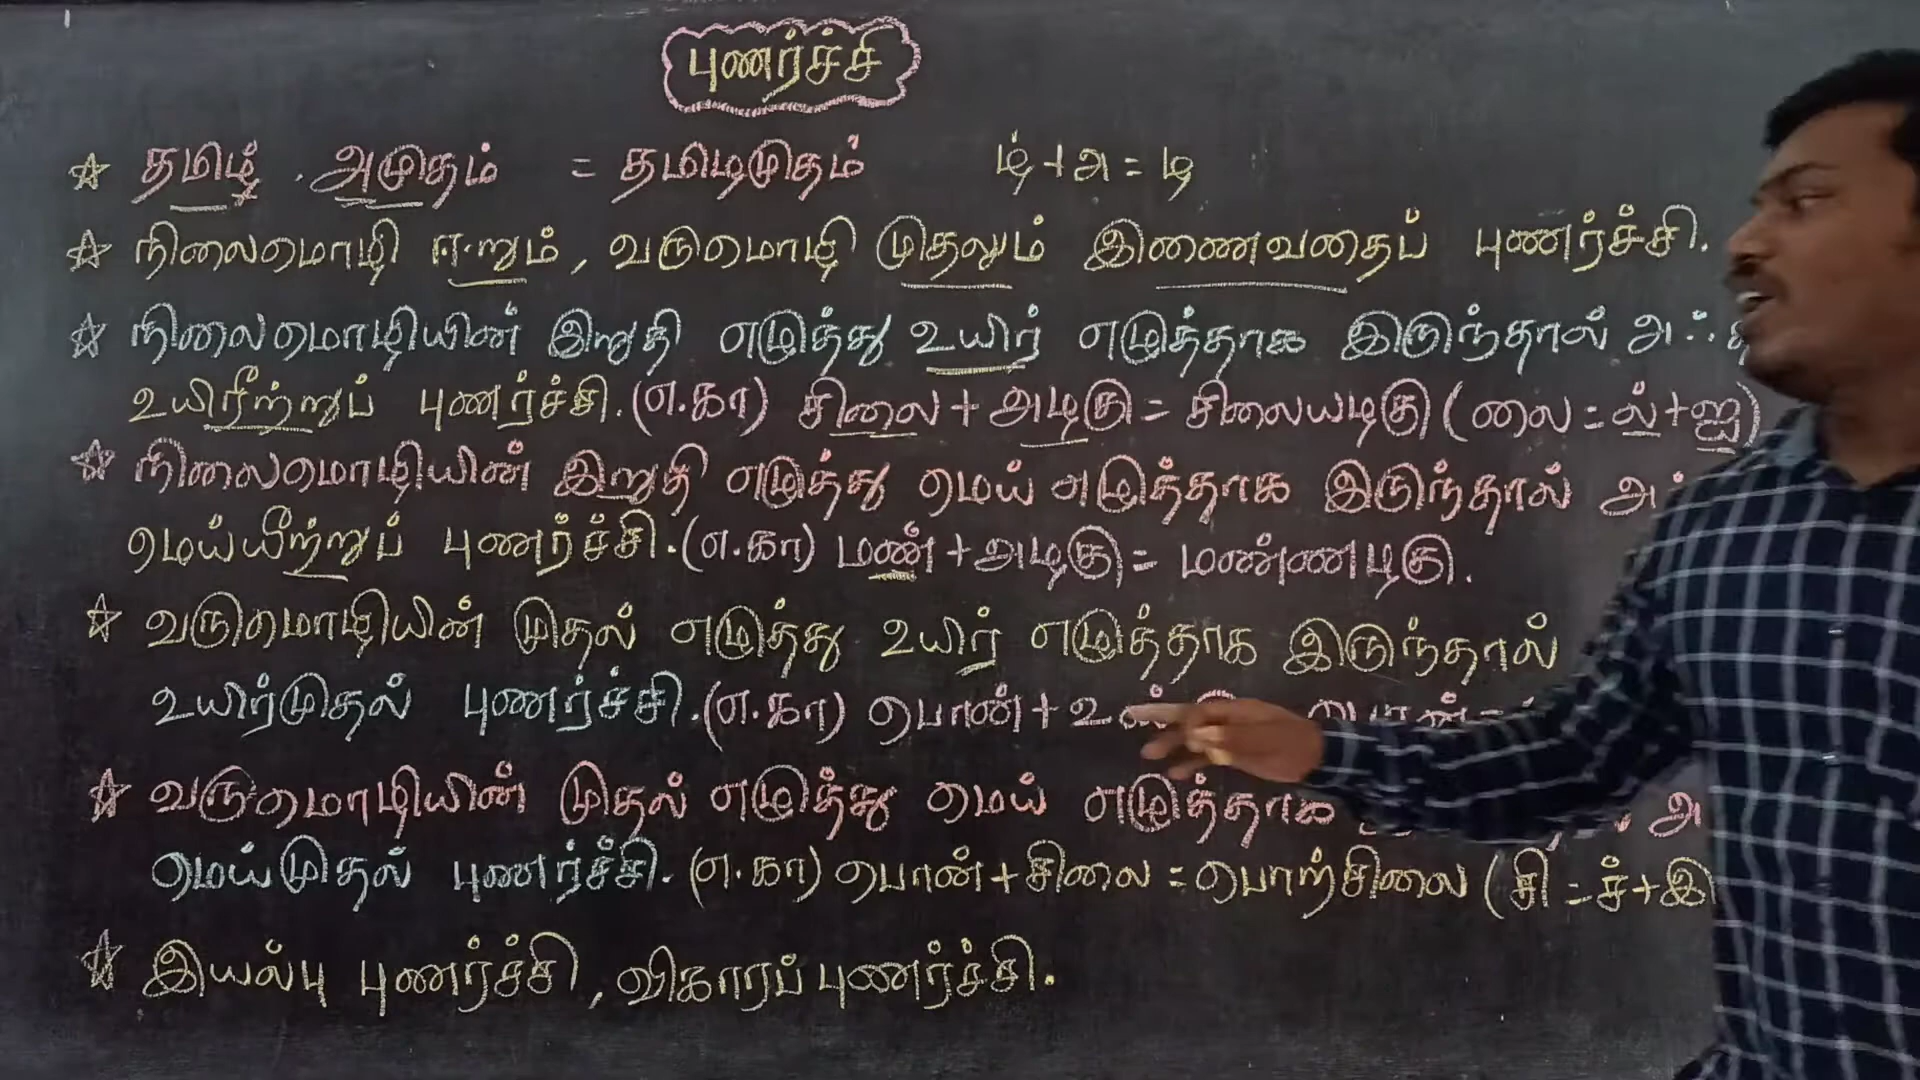 புணர்ச்சி
☆ தமிழ் . அமுதம் = தமிழமுதம் ழ்+அ=ழ
☆ நிலைமொழி ஈறும், வருமொழி முதலும் இணைவதைப் புணர்ச்சி.
☆ நிலைமொழியின் இறுதி எழுத்து உயிர் எழுத்தாக இருந்தால்
உயிரீற்றுப் புணர்ச்சி.(எ.கா) சிலை+அழகு=சிலையழகு(லை=ல்+ஐ)
☆ நிலைமொழியின் இறுதி எழுத்து மெய் எழுத்தாக இருந்தால்
மெய்யீற்றுப் புணர்ச்சி.(எ.கா) மண்+அழகு=மண்ணழகு.
☆ வருமொழியின் முதல் எழுத்து உயிர் எழுத்தாக இருந்தால்
உயிர்முதல் புணர்ச்சி.(எ.கா) பொன்+
☆ வருமொழியின் முதல் எழுத்து மெய் எழுத்தாக
மெய்முதல் புணர்ச்சி. (எ.கா) பொன்+சிலை=பொற்சிலை (சி=ச்+இ
☆ இயல்பு புணர்ச்சி, விகாரப் புணர்ச்சி.